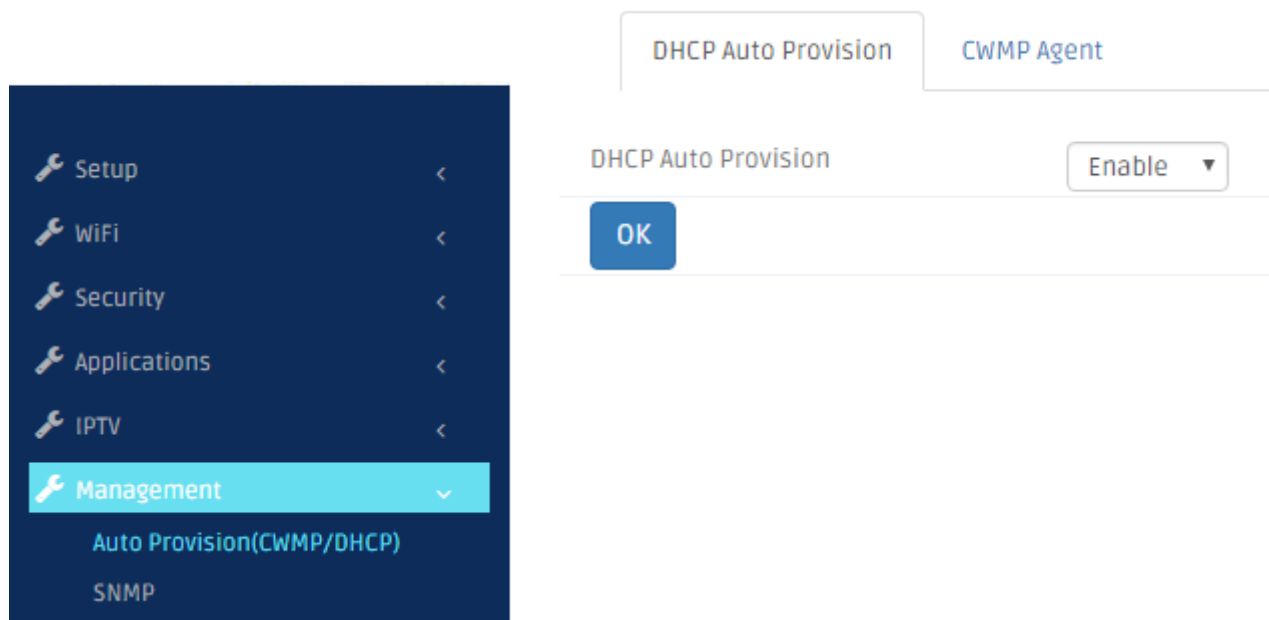 DHCP Auto Provision
CWMP Agent
Setup
WiFi
Security
Applications
IPTV
Management
Auto Provision(CWMP/DHCP)
SNMP
DHCP Auto Provision
Enable
OK